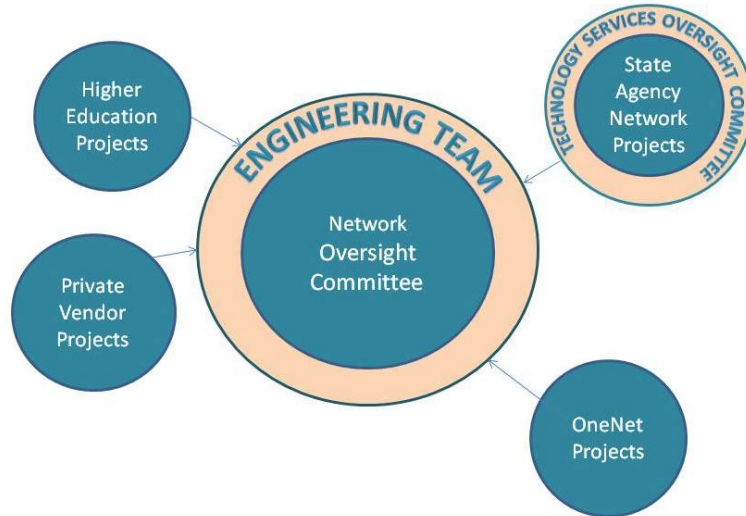 Higher
Education
Projects
TECHNOLOGY SERVICES OVERSIGHT COMMITTEE
State
Agency
Network
Projects
ENGINEERING TEAM
Network
Oversight
Committee
Private
Vendor
Projects
OneNet
Projects